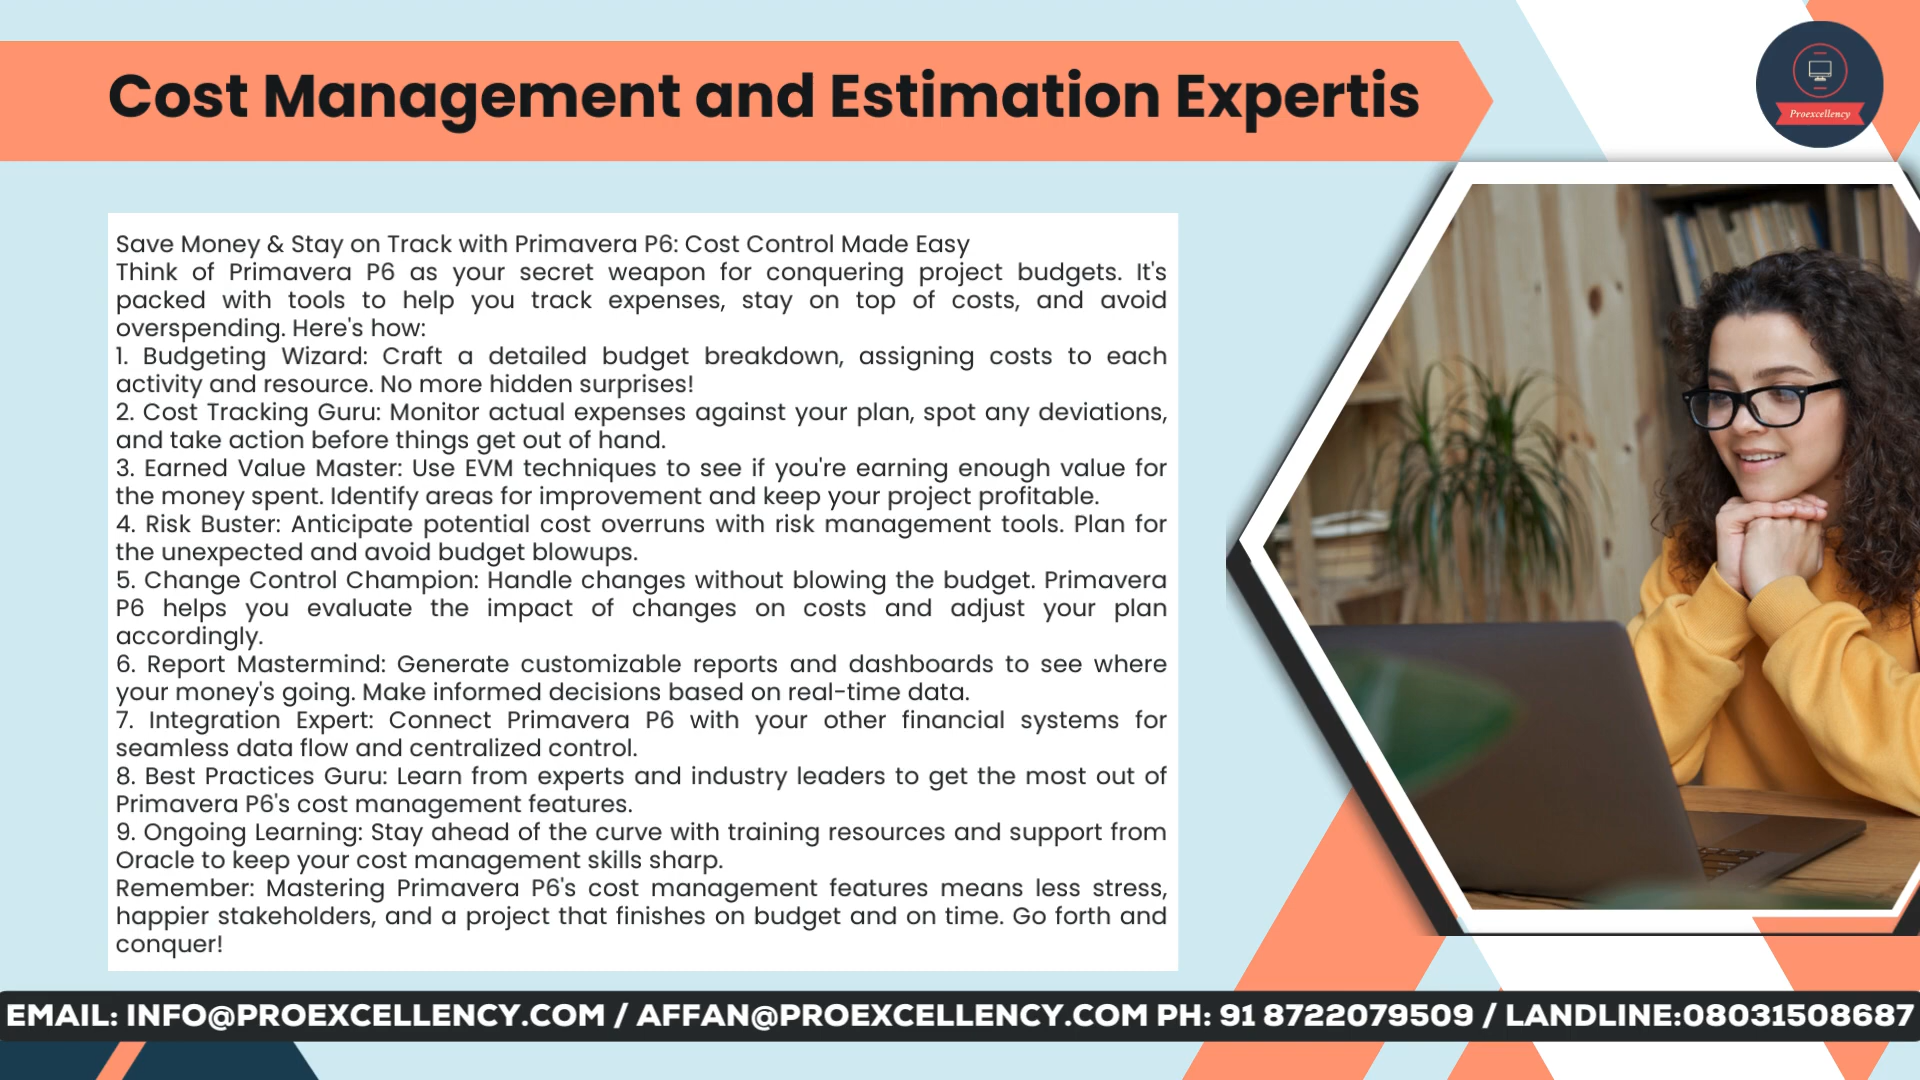 Cost Management and Estimation Expertis
Proexcellency
Save Money & Stay on Track with Primavera P6: Cost Control Made Easy
Think of Primavera P6 as your secret weapon for conquering project budgets. It's
packed with tools to help you track expenses, stay on top of costs, and avoid
overspending. Here's how:
1. Budgeting Wizard: Craft a detailed budget breakdown, assigning costs to each
activity and resource. No more hidden surprises!
2. Cost Tracking Guru: Monitor actual expenses against your plan, spot any deviations,
and take action before things get out of hand.
3. Earned Value Master: Use EVM techniques to see if you're earning enough value for
the money spent. Identify areas for improvement and keep your project profitable.
4. Risk Buster: Anticipate potential cost overruns with risk management tools. Plan for
the unexpected and avoid budget blowups.
5. Change Control Champion: Handle changes without blowing the budget. Primavera
P6 helps you evaluate the impact of changes on costs and adjust your plan
accordingly.
6. Report Mastermind: Generate customizable reports and dashboards to see where
your money's going. Make informed decisions based on real-time data.
7. Integration Expert: Connect Primavera P6 with your other financial systems for
seamless data flow and centralized control.
8. Best Practices Guru: Learn from experts and industry leaders to get the most out of
Primavera P6's cost management features.
9. Ongoing Learning: Stay ahead of the curve with training resources and support from
Oracle to keep your cost management skills sharp.
Remember: Mastering Primavera P6's cost management features means less stress,
happier stakeholders, and a project that finishes on budget and on time. Go forth and
conquer!
EMAIL: INFO@PROEXCELLENCY.COM / AFFAN@PROEXCELLENCY.COM PH: 91 8722079509 / LANDLINE:08031508687